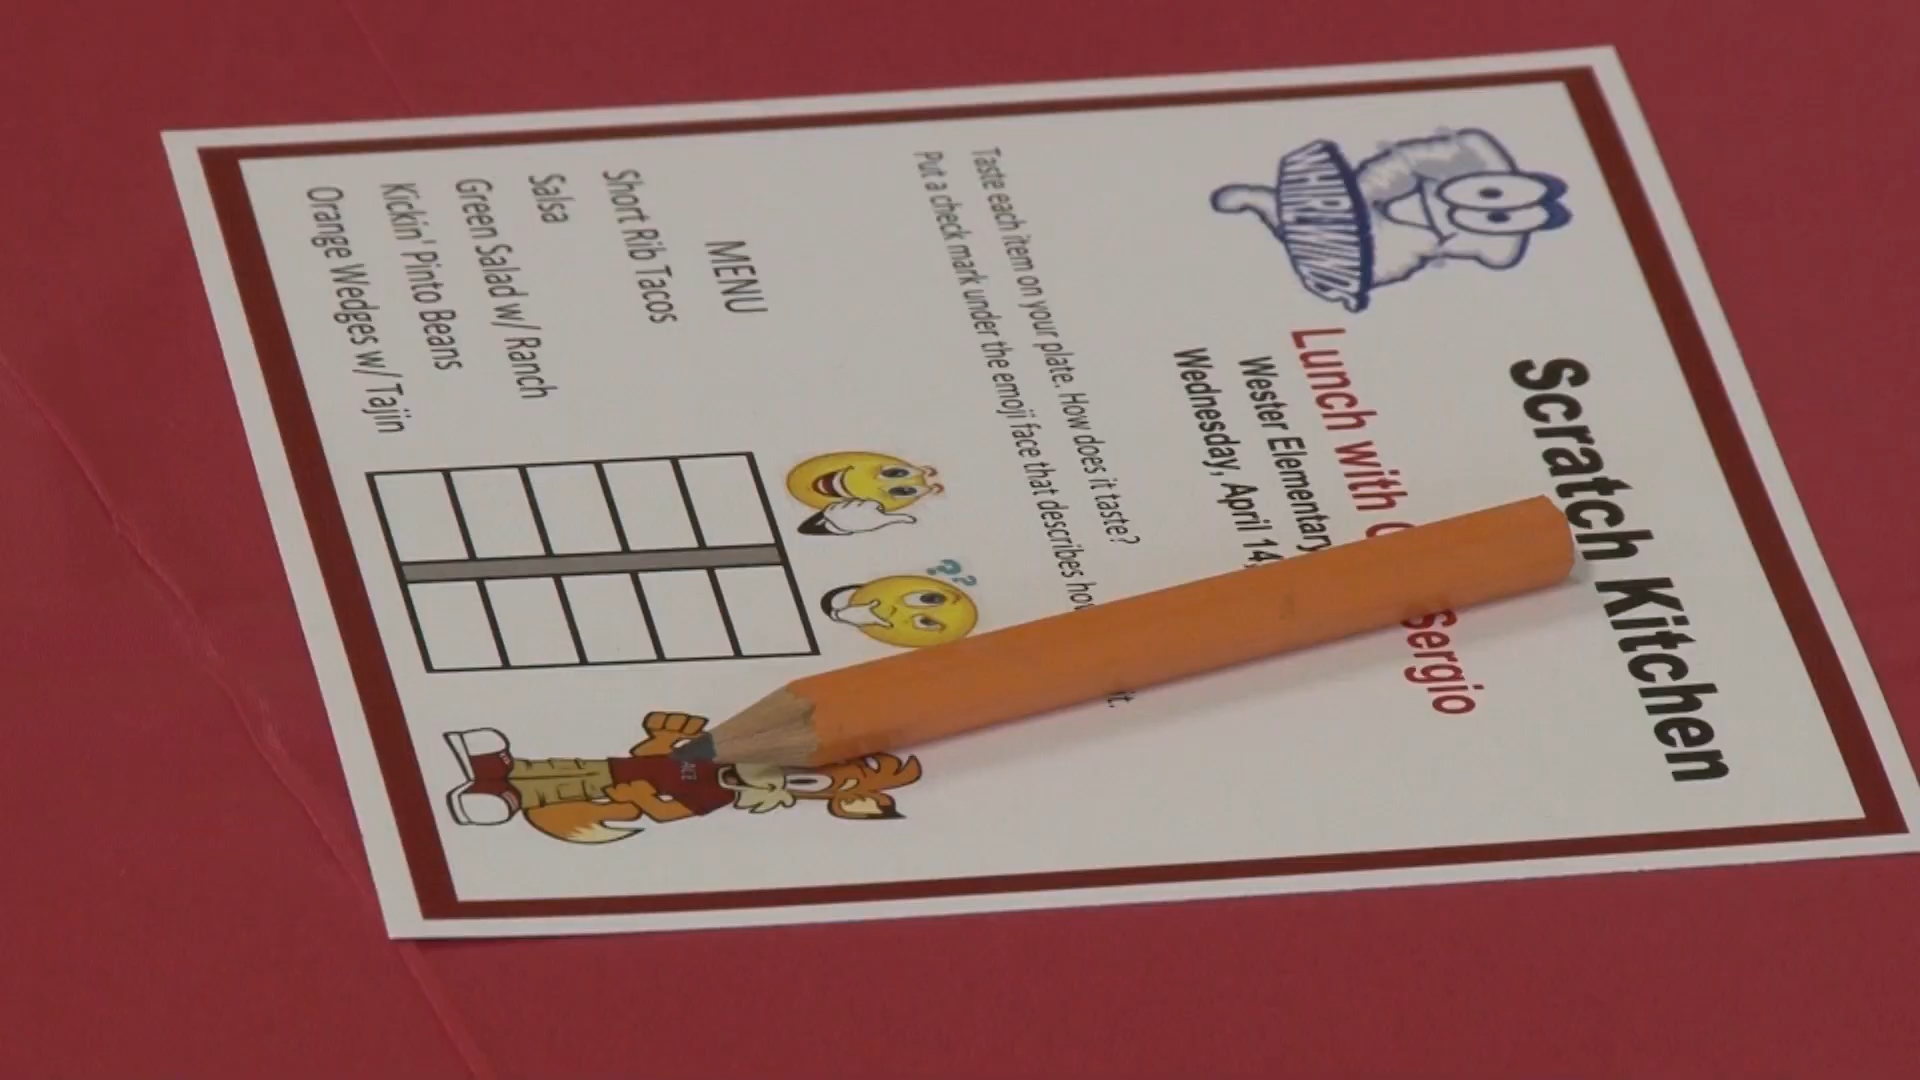 Scratch Kitchen
WHIRLWINDS
Lunch with Sergio
Wester Elementary
Wednesday, April 14,
Taste each item on your plate. How does it taste?
Put a check mark under the emoji face that describes
MENU
Short Rib Tacos
Salsa
Green Salad w/ Ranch
Kickin' Pinto Beans
Orange Wedges w/ Tajin
??
ACE